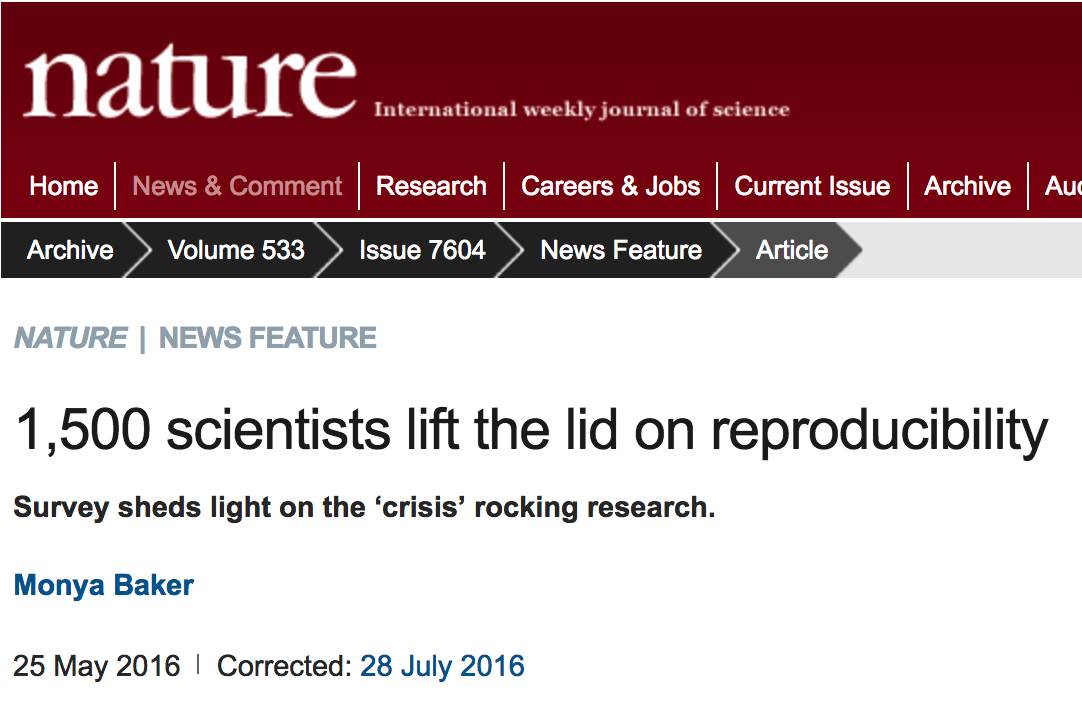 nature International weekly journal of science
Home News & Comment Research Careers & Jobs Current Issue Archive
Archive Volume 533 Issue 7604 News Feature Article
NATURE | NEWS FEATURE
1,500 scientists lift the lid on reproducibility
Survey sheds light on the ‘crisis’ rocking research.
Monya Baker
25 May 2016 | Corrected: 28 July 2016